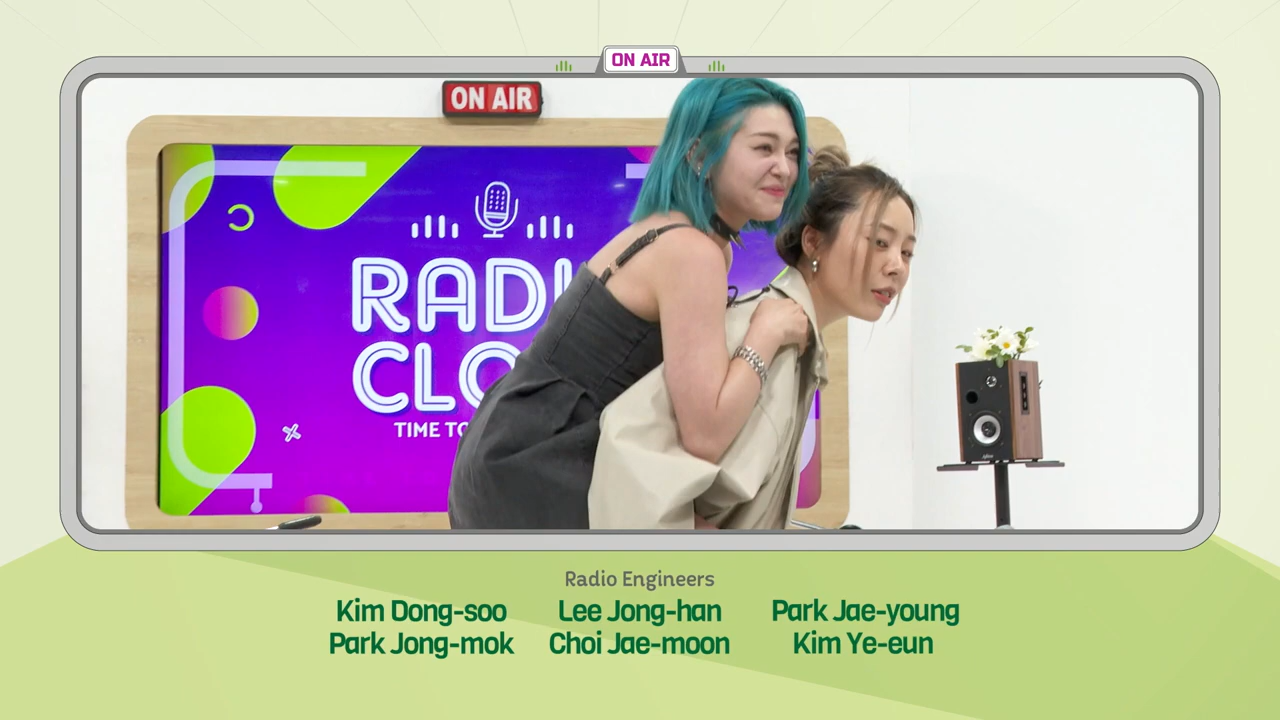 ON AIR
ON AIR
RADI
CLO
TIME TO
Radio Engineers
Kim Dong-soo Lee Jong-han Park Jae-young
Park Jong-mok Choi Jae-moon Kim Ye-eun